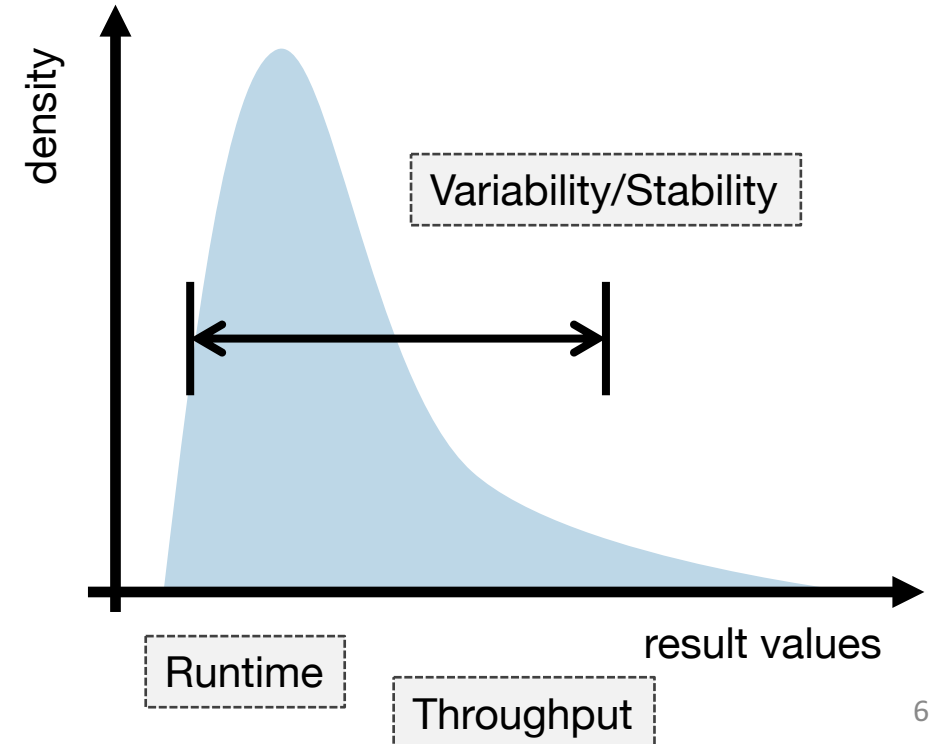 density
Variability/Stability
result values
Runtime
Throughput
6